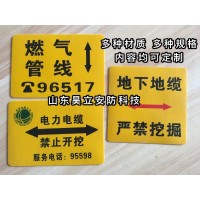 多种材质 多种规格
内容均可定制
燃气
管线
☎96517
山东昊立安防科技
地下地缆
严禁挖掘
电力电缆
禁止开挖
服务电话：95598